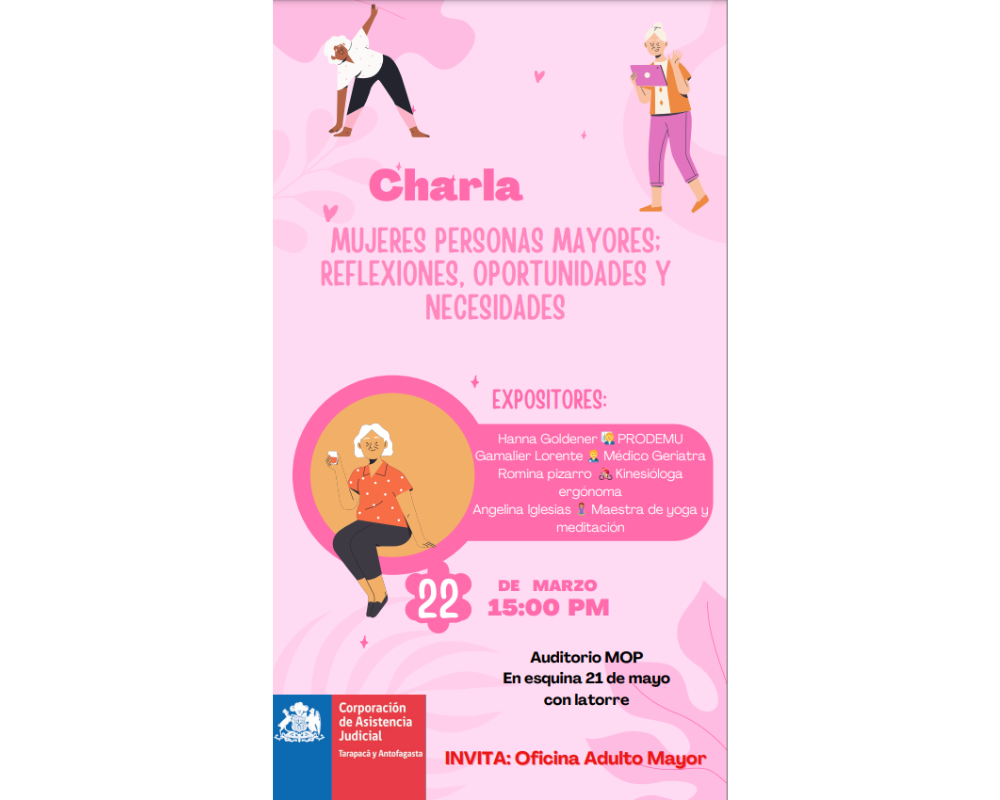 Charla
MUJERES PERSONAS MAYORES;
REFLEXIONES, OPORTUNIDADES Y
NECESIDADES
EXPOSITORES:
Hanna Goldener 👩‍💼 PRODEMU
Gamalier Lorente 👨‍⚕️ Médico Geriatra
Romina pizarro 🚴 Kinesióloga
ergónoma
Angelina Iglesias 🧘 Maestra de yoga y
meditación
22
DE MARZO
15:00 PM
Auditorio MOP
En esquina 21 de mayo
con latorre
Corporación
de Asistencia
Judicial
Tarapacá y Antofagasta
INVITA: Oficina Adulto Mayor